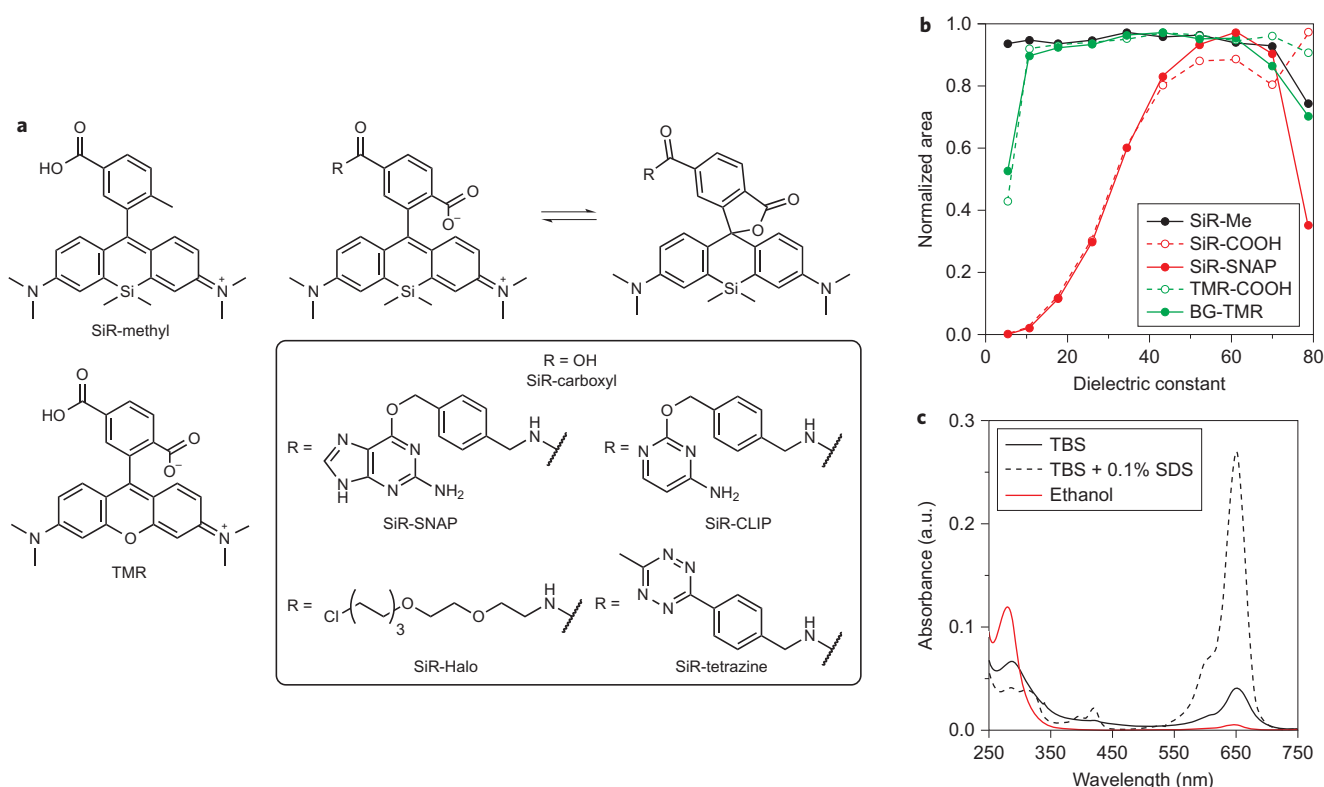 a
HO
O
Si
N
N
+
SiR-methyl
HO
O
O
O−
N
O
N
+
TMR
O
R
O
O−
N
Si
N
+
O
R
O
O
N
Si
N
R = OH
SiR-carboxyl
R =
N
N
H
O
N
N
NH2
H
N
SiR-SNAP
R =
O
N
N
NH2
H
N
SiR-CLIP
R =
Cl
3
O
O
H
N
SiR-Halo
R =
N
N
N
N
H
N
SiR-tetrazine
b
Normalized area
1.0
0.8
0.6
0.4
0.2
0.0
0 20 40 60 80
Dielectric constant
SiR-Me
SiR-COOH
SiR-SNAP
TMR-COOH
BG-TMR
c
Absorbance (a.u.)
0.3
0.2
0.1
0.0
250 350 450 550 650 750
Wavelength (nm)
TBS
TBS + 0.1% SDS
Ethanol